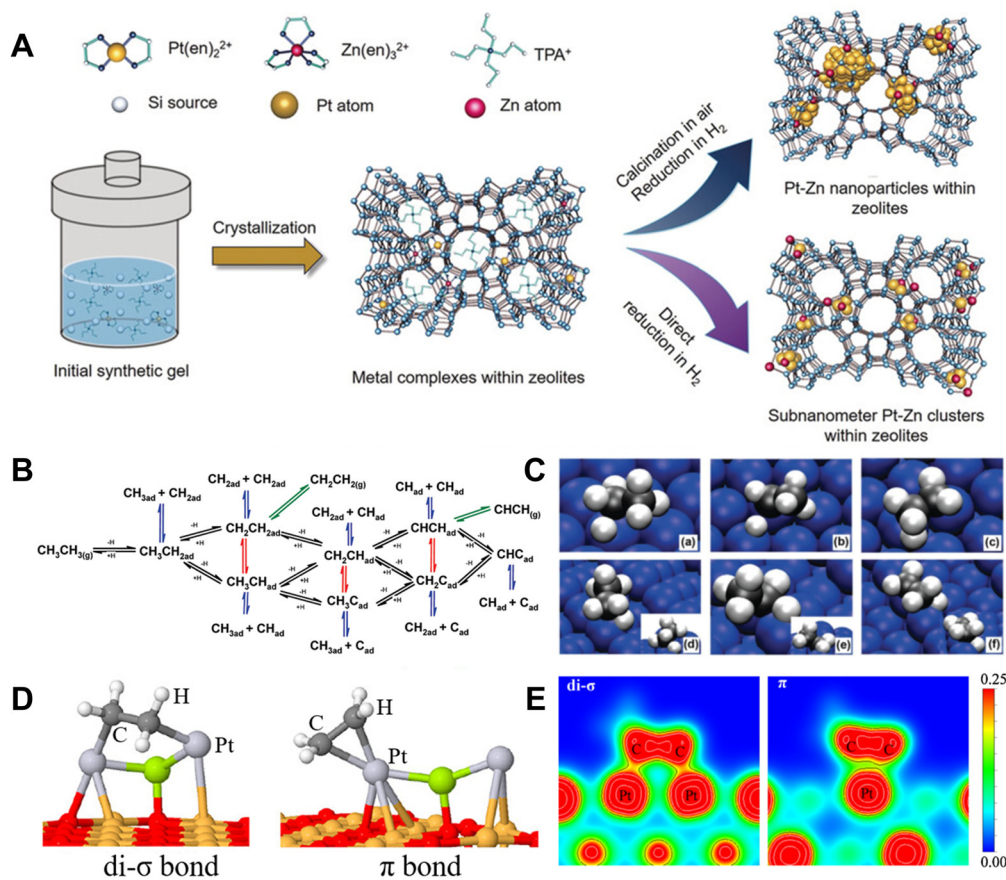 A
Pt(en)₂²⁺
Zn(en)₃²⁺
TPA⁺
Si source
Pt atom
Zn atom
Initial synthetic gel
Crystallization
Metal complexes within zeolites
Calcination in air
Reduction in H₂
Pt-Zn nanoparticles within
zeolites
Direct
reduction in H₂
Subnanometer Pt-Zn clusters
within zeolites
B
CH₃ad + CH₂ad
CH₂ad + CH₂ad
CH₂CH₂(g)
CH₂ad + CHad
CHad + CHad
CHCH(g)
CH₃CH₃(g)
-H
+H
CH₃CH₂ad
-H
+H
CH₂CH₂ad
-H
+H
CH₂CHad
-H
+H
CHCHad
-H
+H
CHCad
-H
+H
CH₃CHad
-H
+H
-H
+H
CH₃Cad
-H
+H
-H
+H
CH₂Cad
-H
+H
CH₃ad + CHad
CH₃ad + Cad
CH₂ad + Cad
CHad + Cad
C
(a)
(b)
(c)
(d)
(e)
(f)
D
H
C
Pt
di-σ bond
H
C
Pt
π bond
E
di-σ
C C
Pt Pt
π
C C
Pt
0.25
0.00